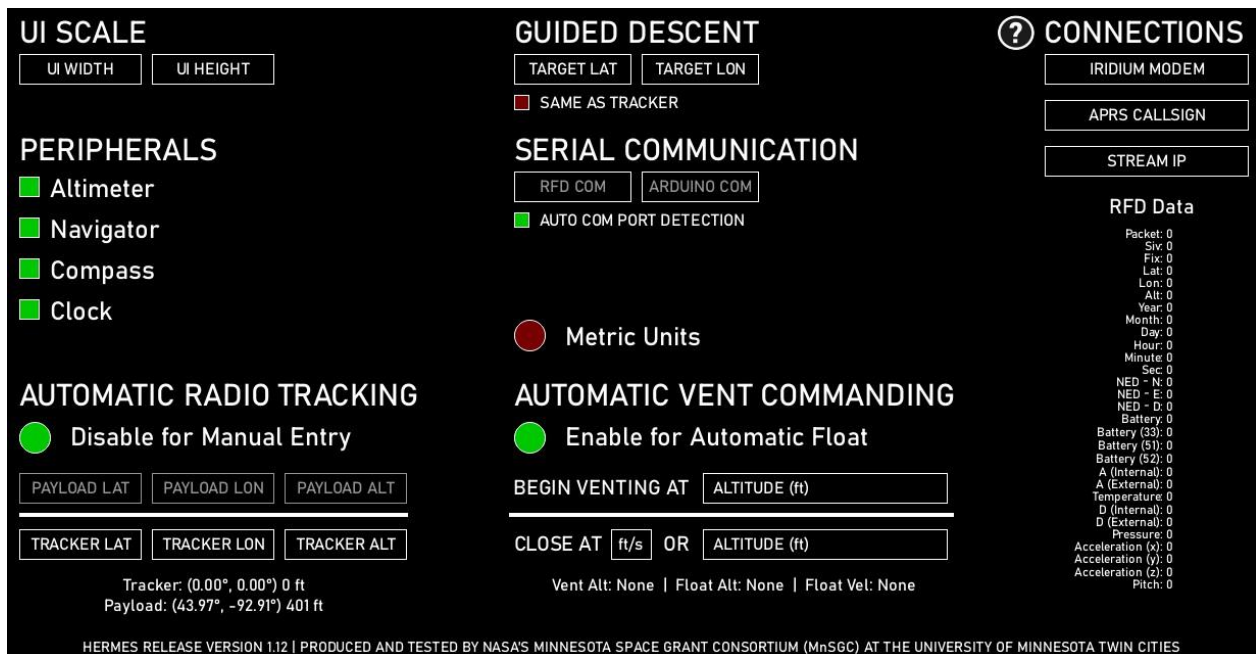 UI SCALE
UI WIDTH UI HEIGHT
PERIPHERALS
Altimeter
Navigator
Compass
Clock
AUTOMATIC RADIO TRACKING
Disable for Manual Entry
PAYLOAD LAT PAYLOAD LON PAYLOAD ALT
TRACKER LAT TRACKER LON TRACKER ALT
Tracker: (0.00°, 0.00°) 0 ft
Payload: (43.97°, -92.91°) 401 ft
GUIDED DESCENT
TARGET LAT TARGET LON
SAME AS TRACKER
SERIAL COMMUNICATION
RFD COM ARDUINO COM
AUTO COM PORT DETECTION
Metric Units
AUTOMATIC VENT COMMANDING
Enable for Automatic Float
BEGIN VENTING AT ALTITUDE (ft)
CLOSE AT ft/s OR ALTITUDE (ft)
Vent Alt: None | Float Alt: None | Float Vel: None
? CONNECTIONS
IRIDIUM MODEM
APRS CALLSIGN
STREAM IP
RFD Data
Packet: 0
Siv: 0
Fix: 0
Lat: 0
Lon: 0
Alt: 0
Year: 0
Month: 0
Day: 0
Hour: 0
Minute: 0
Sec: 0
NED - N: 0
NED - E: 0
NED - D: 0
Battery: 0
Battery (33): 0
Battery (51): 0
Battery (52): 0
A (Internal): 0
A (External): 0
Temperature: 0
D (Internal): 0
D (External): 0
Pressure: 0
Acceleration (x): 0
Acceleration (y): 0
Acceleration (z): 0
Pitch: 0
HERMES RELEASE VERSION 1.12 | PRODUCED AND TESTED BY NASA'S MINNESOTA SPACE GRANT CONSORTIUM (MnSGC) AT THE UNIVERSITY OF MINNESOTA TWIN CITIES